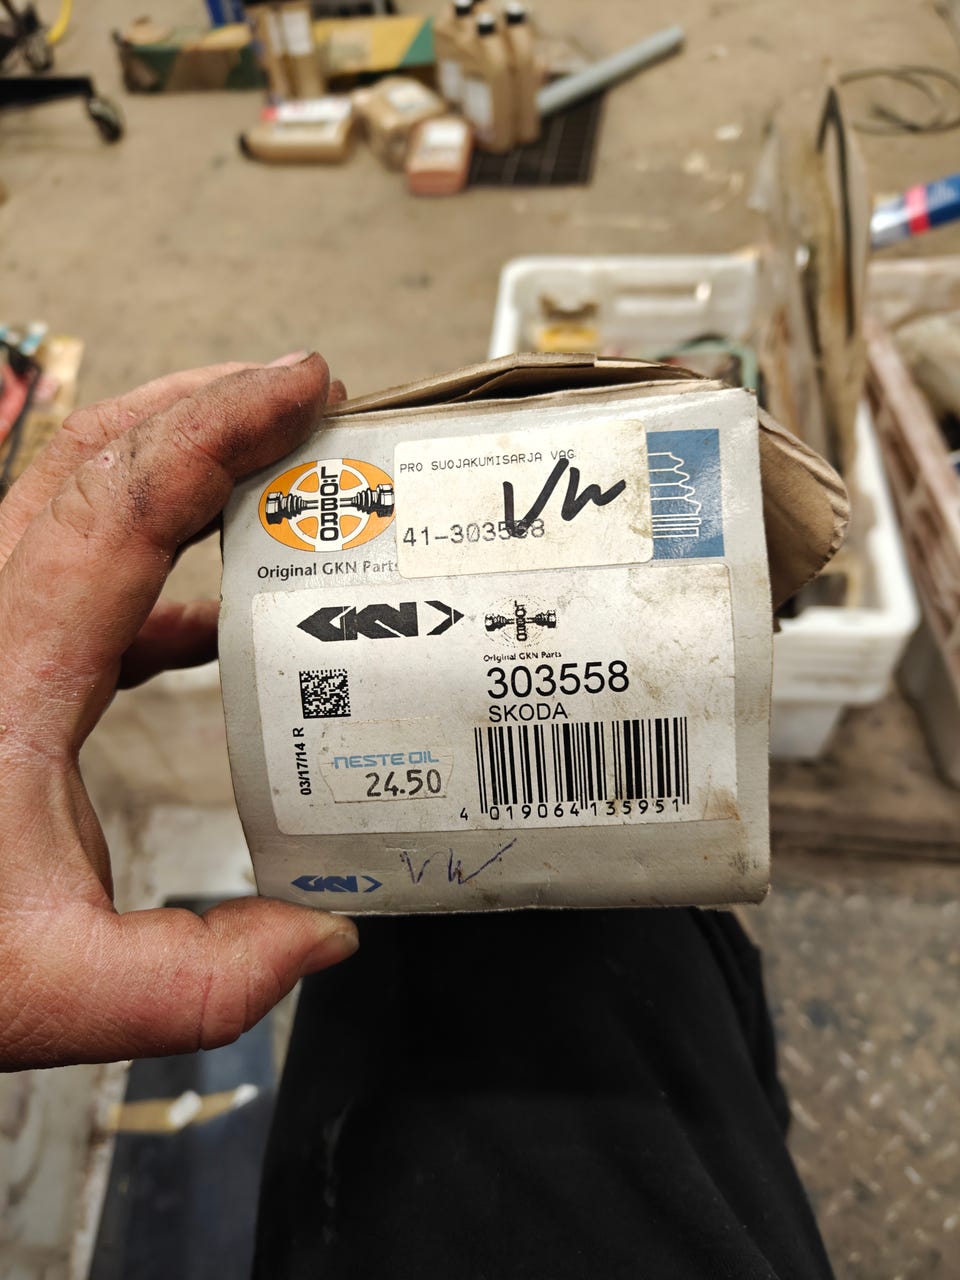 LÖBRO
Original GKN Parts
PRO SUOJAKUMISARJA VAG
VW
41-303558
GKN
LÖBRO
Original GKN Parts
303558
SKODA
03/17/14 R
NESTE OIL
24.50
4 019064 135951
GKN
VW